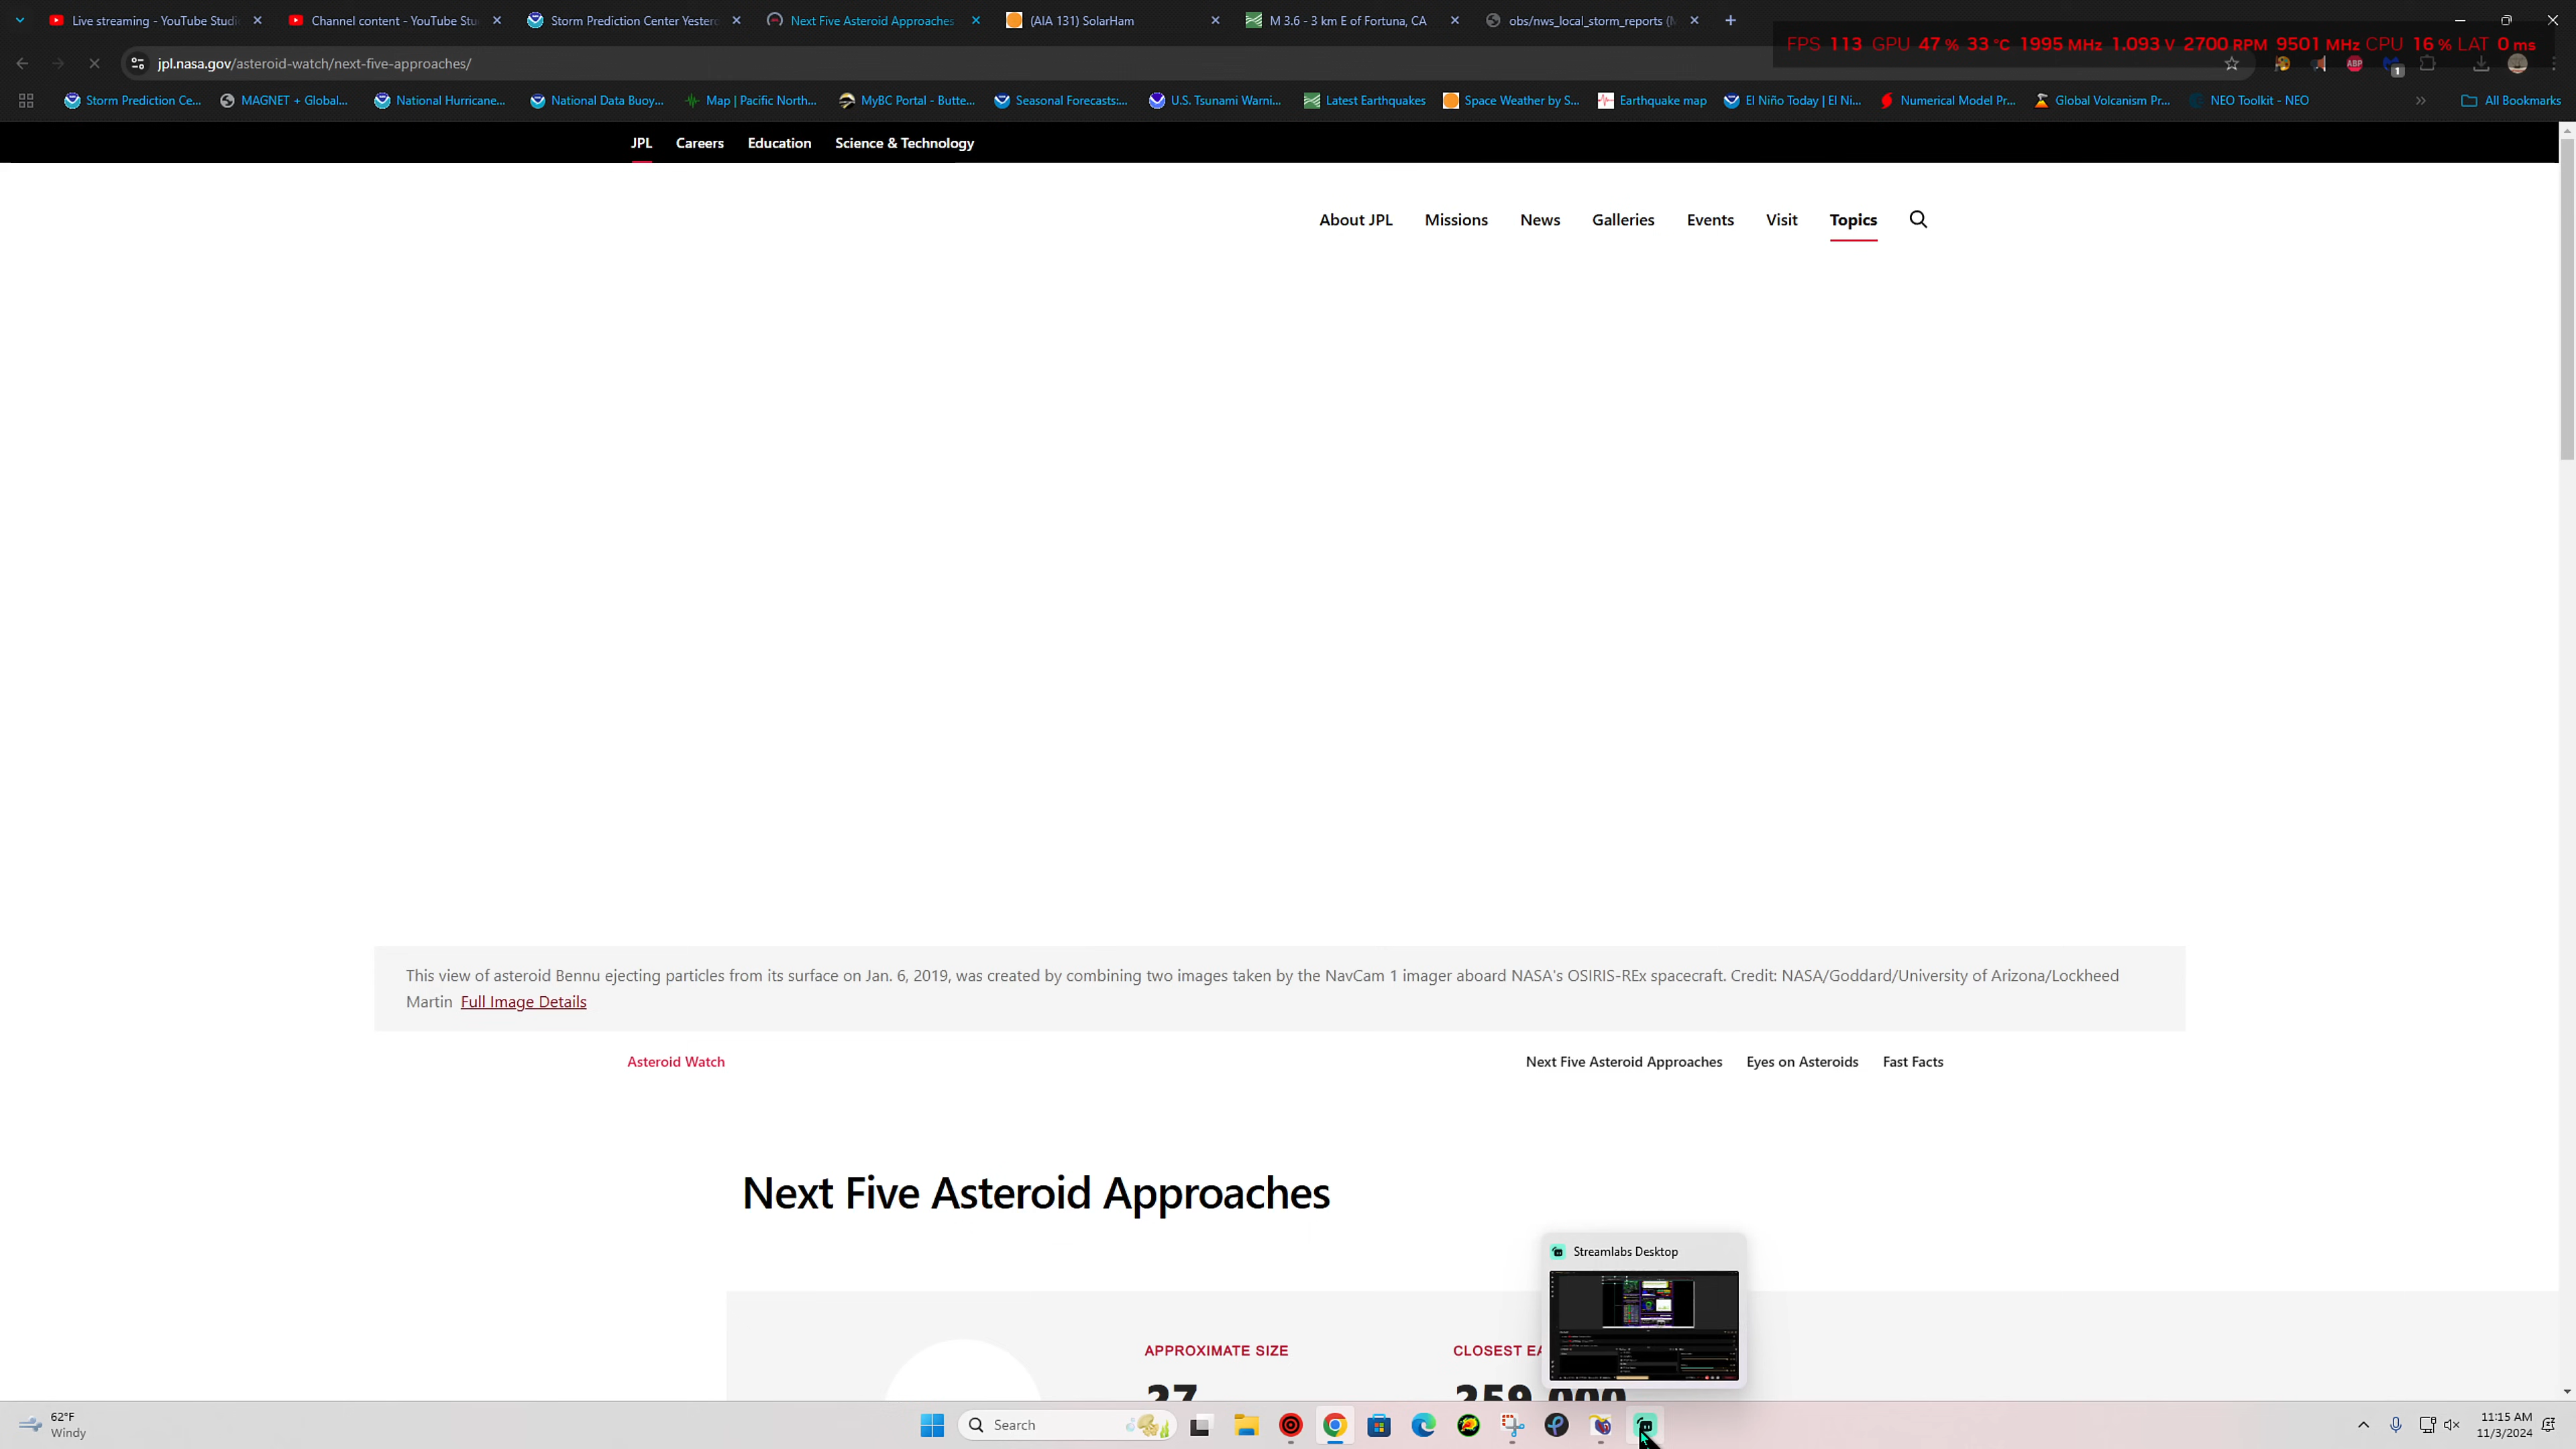 Live streaming - YouTube Studi
Channel content - YouTube Stu
Storm Prediction Center Yester
Next Five Asteroid Approaches
(AIA 131) SolarHam
M 3.6 - 3 km E of Fortuna, CA
obs/nws_local_storm_reports (M
FPS 113 GPU 47 % 33 °C 1995 MHz 1.093 V 2700 RPM 9501 MHz CPU 16 % LAT 0 ms
jpl.nasa.gov/asteroid-watch/next-five-approaches/
ABP
1
Storm Prediction Ce...
MAGNET + Global...
National Hurricane...
National Data Buoy...
Map | Pacific North...
MyBC Portal - Butte...
Seasonal Forecasts:...
U.S. Tsunami Warni...
Latest Earthquakes
Space Weather by S...
Earthquake map
El Niño Today | El Ni...
Numerical Model Pr...
Global Volcanism Pr...
NEO Toolkit - NEO
All Bookmarks
JPL Careers Education Science & Technology
About JPL Missions News Galleries Events Visit Topics
This view of asteroid Bennu ejecting particles from its surface on Jan. 6, 2019, was created by combining two images taken by the NavCam 1 imager aboard NASA's OSIRIS-REx spacecraft. Credit: NASA/Goddard/University of Arizona/Lockheed
Martin Full Image Details
Asteroid Watch
Next Five Asteroid Approaches Eyes on Asteroids Fast Facts
Next Five Asteroid Approaches
Streamlabs Desktop
APPROXIMATE SIZE
CLOSEST EA
27
259,000
62°F
Windy
Search
11:15 AM
11/3/2024